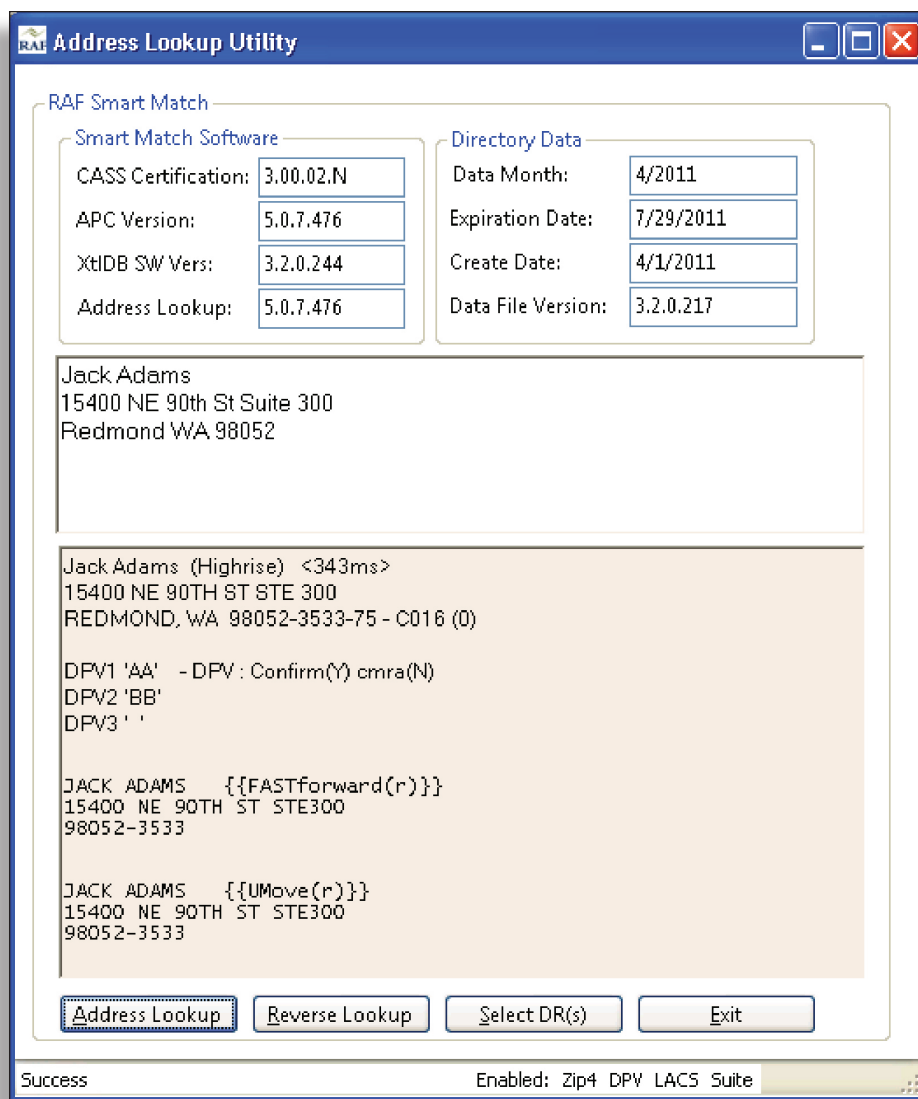 RAF Address Lookup Utility
RAF Smart Match
Smart Match Software
CASS Certification: 3.00.02.N
APC Version: 5.0.7.476
XtlDB SW Vers: 3.2.0.244
Address Lookup: 5.0.7.476
Directory Data
Data Month: 4/2011
Expiration Date: 7/29/2011
Create Date: 4/1/2011
Data File Version: 3.2.0.217
Jack Adams
15400 NE 90th St Suite 300
Redmond WA 98052
Jack Adams (Highrise) <343ms>
15400 NE 90TH ST STE 300
REDMOND, WA 98052-3533-75 - C016 (0)
DPV1 'AA' - DPV : Confirm(Y) cmra(N)
DPV2 'BB'
DPV3 ' '
JACK ADAMS {{FASTforward(r)}}
15400 NE 90TH ST STE300
98052-3533
JACK ADAMS {{UMove(r)}}
15400 NE 90TH ST STE300
98052-3533
Address Lookup Reverse Lookup Select DR(s) Exit
Success Enabled: Zip4 DPV LACS Suite